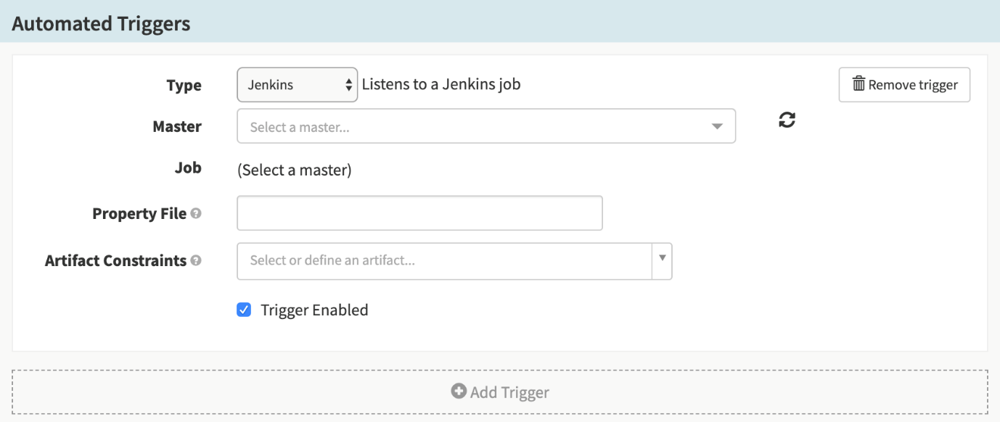 Automated Triggers
Type Jenkins Listens to a Jenkins job Remove trigger
Master Select a master...
Job (Select a master)
Property File ?
Artifact Constraints ? Select or define an artifact...
Trigger Enabled
Add Trigger